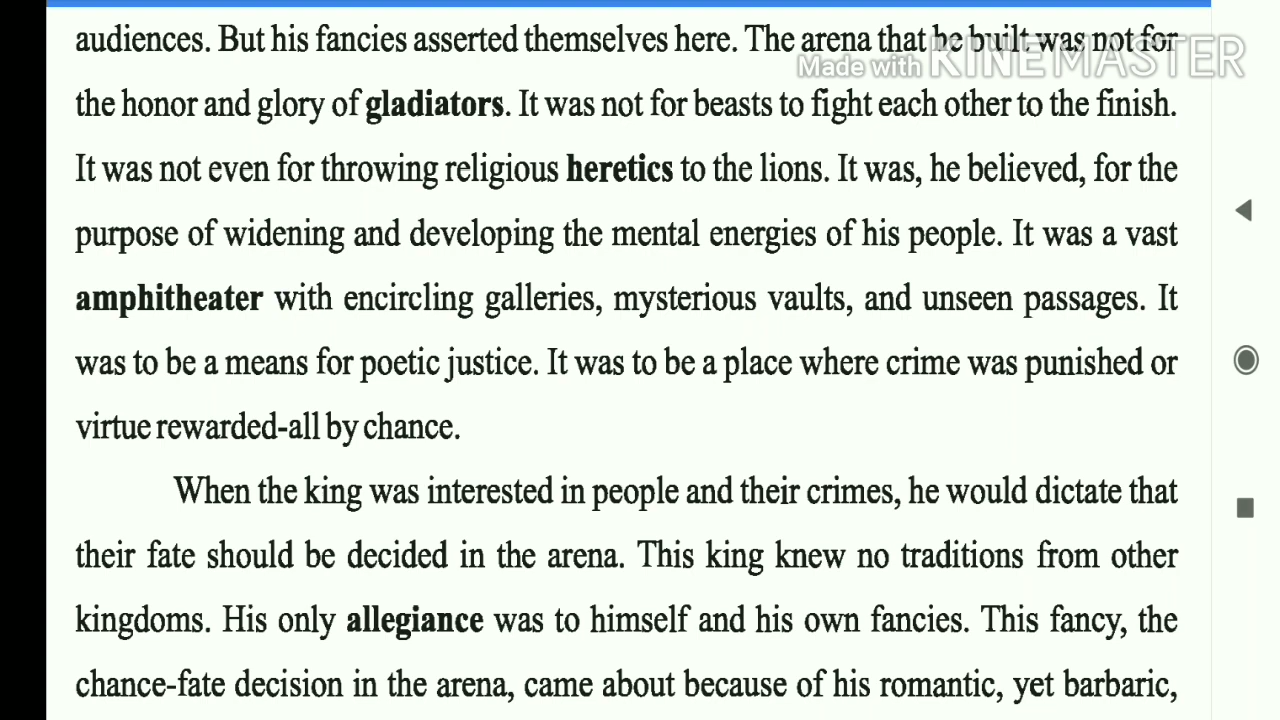 audiences. But his fancies asserted themselves here. The arena that he built was not for
Made with KINEMASTER
the honor and glory of gladiators. It was not for beasts to fight each other to the finish.
It was not even for throwing religious heretics to the lions. It was, he believed, for the
purpose of widening and developing the mental energies of his people. It was a vast
amphitheater with encircling galleries, mysterious vaults, and unseen passages. It
was to be a means for poetic justice. It was to be a place where crime was punished or
virtue rewarded-all by chance.
When the king was interested in people and their crimes, he would dictate that
their fate should be decided in the arena. This king knew no traditions from other
kingdoms. His only allegiance was to himself and his own fancies. This fancy, the
chance-fate decision in the arena, came about because of his romantic, yet barbaric,